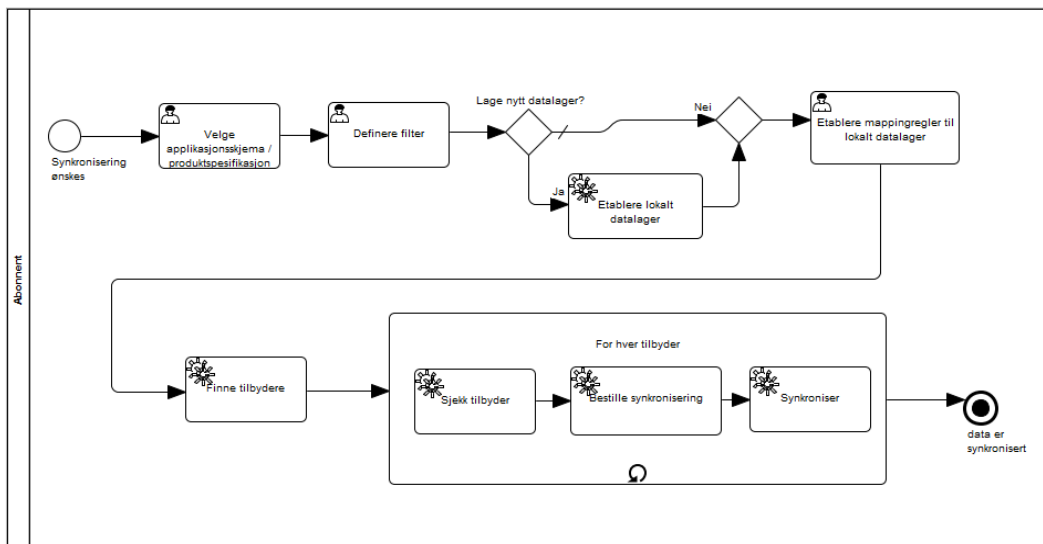 Abonnent
Synkronisering
ønskes
Velge
applikasjonsskjema /
produktspesifikasjon
Definere filter
Lage nytt datalager?
Nei
Ja
Etablere lokalt
datalager
Etablere mappingregler til
lokalt datalager
Finne tilbydere
For hver tilbyder
Sjekk tilbyder
Bestille synkronisering
Synkroniser
data er
synkronisert